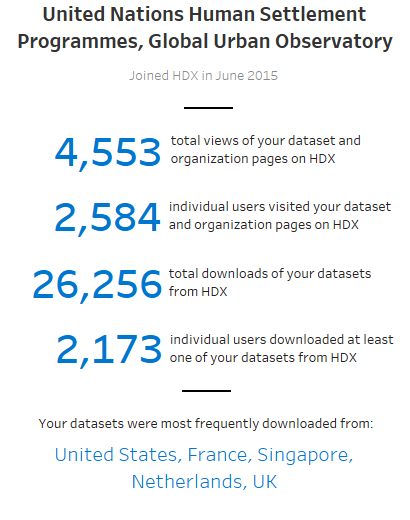 United Nations Human Settlement
Programmes, Global Urban Observatory
Joined HDX in June 2015
4,553 total views of your dataset and
organization pages on HDX
2,584 individual users visited your dataset
and organization pages on HDX
26,256 total downloads of your datasets
from HDX
2,173 individual users downloaded at least
one of your datasets from HDX
Your datasets were most frequently downloaded from:
United States, France, Singapore,
Netherlands, UK